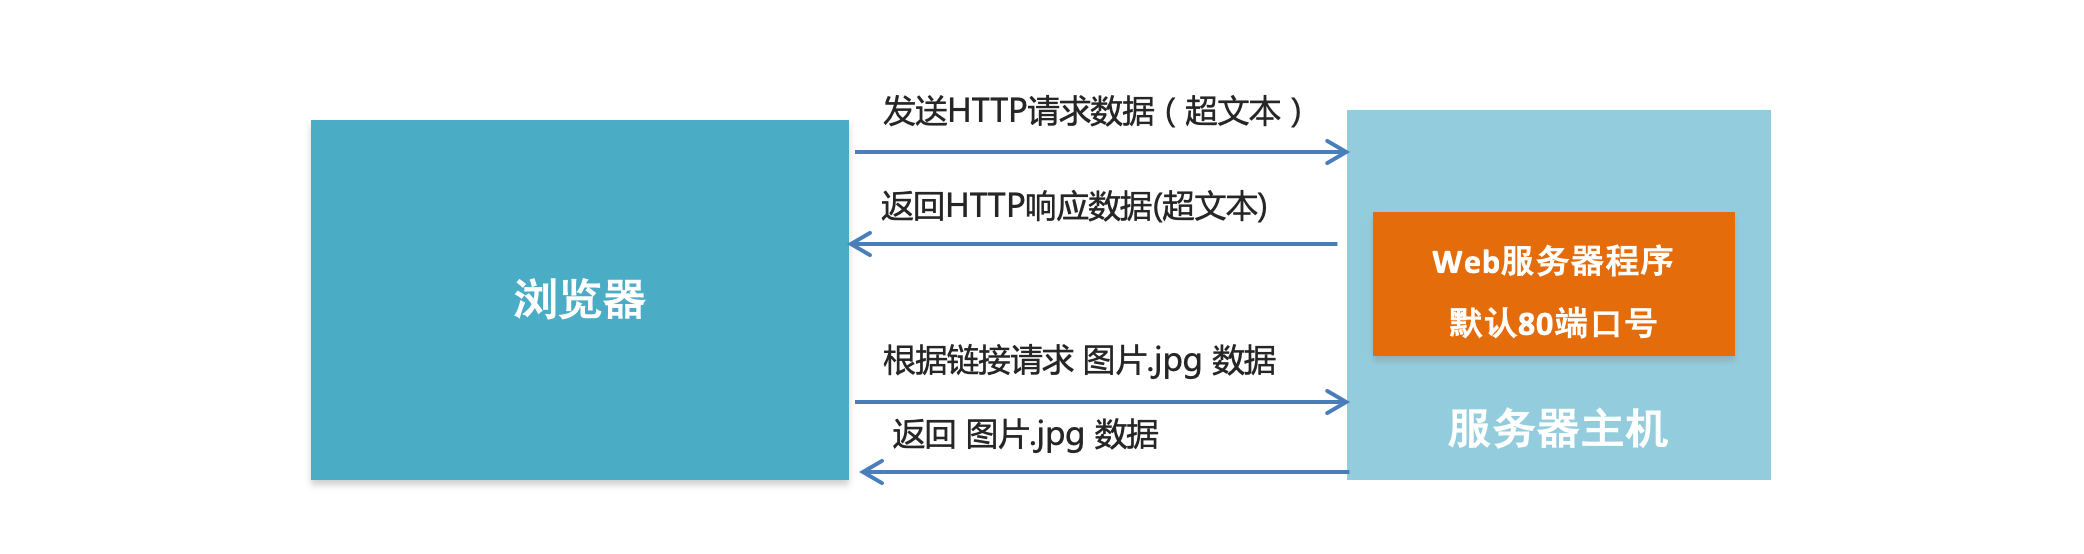 发送HTTP请求数据（超文本）
返回HTTP响应数据(超文本)
浏览器
Web服务器程序
默认80端口号
根据链接请求 图片.jpg 数据
返回 图片.jpg 数据
服务器主机